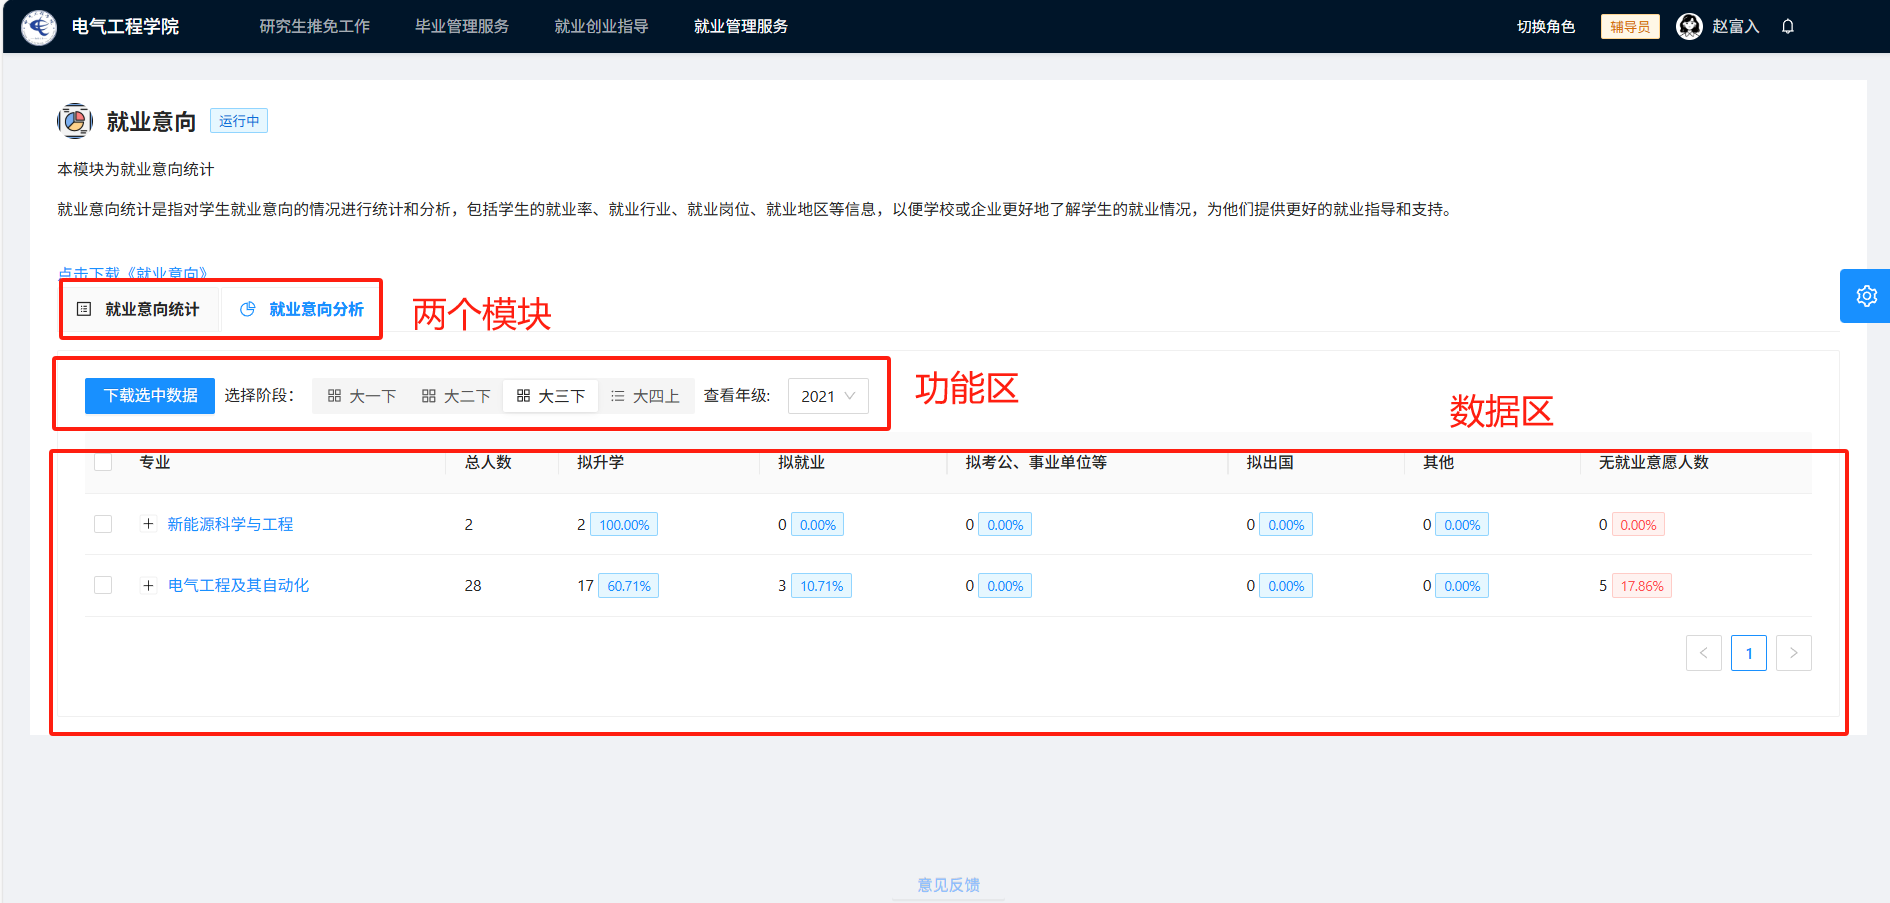 电气工程学院 研究生推免工作 毕业管理服务 就业创业指导 就业管理服务 切换角色 辅导员 赵富入
就业意向 运行中
本模块为就业意向统计
就业意向统计是指对学生就业意向的情况进行统计和分析，包括学生的就业率、就业行业、就业岗位、就业地区等信息，以便学校或企业更好地了解学生的就业情况，为他们提供更好的就业指导和支持。
点击下载《就业意向》
就业意向统计 就业意向分析 两个模块
下载选中数据 选择阶段： 大一下 大二下 大三下 大四上 查看年级: 2021 功能区
数据区
专业 总人数 拟升学 拟就业 拟考公、事业单位等 拟出国 其他 无就业意愿人数
新能源科学与工程 2 2 100.00% 0 0.00% 0 0.00% 0 0.00% 0 0.00% 0 0.00%
电气工程及其自动化 28 17 60.71% 3 10.71% 0 0.00% 0 0.00% 0 0.00% 5 17.86%
< 1 >
意见反馈